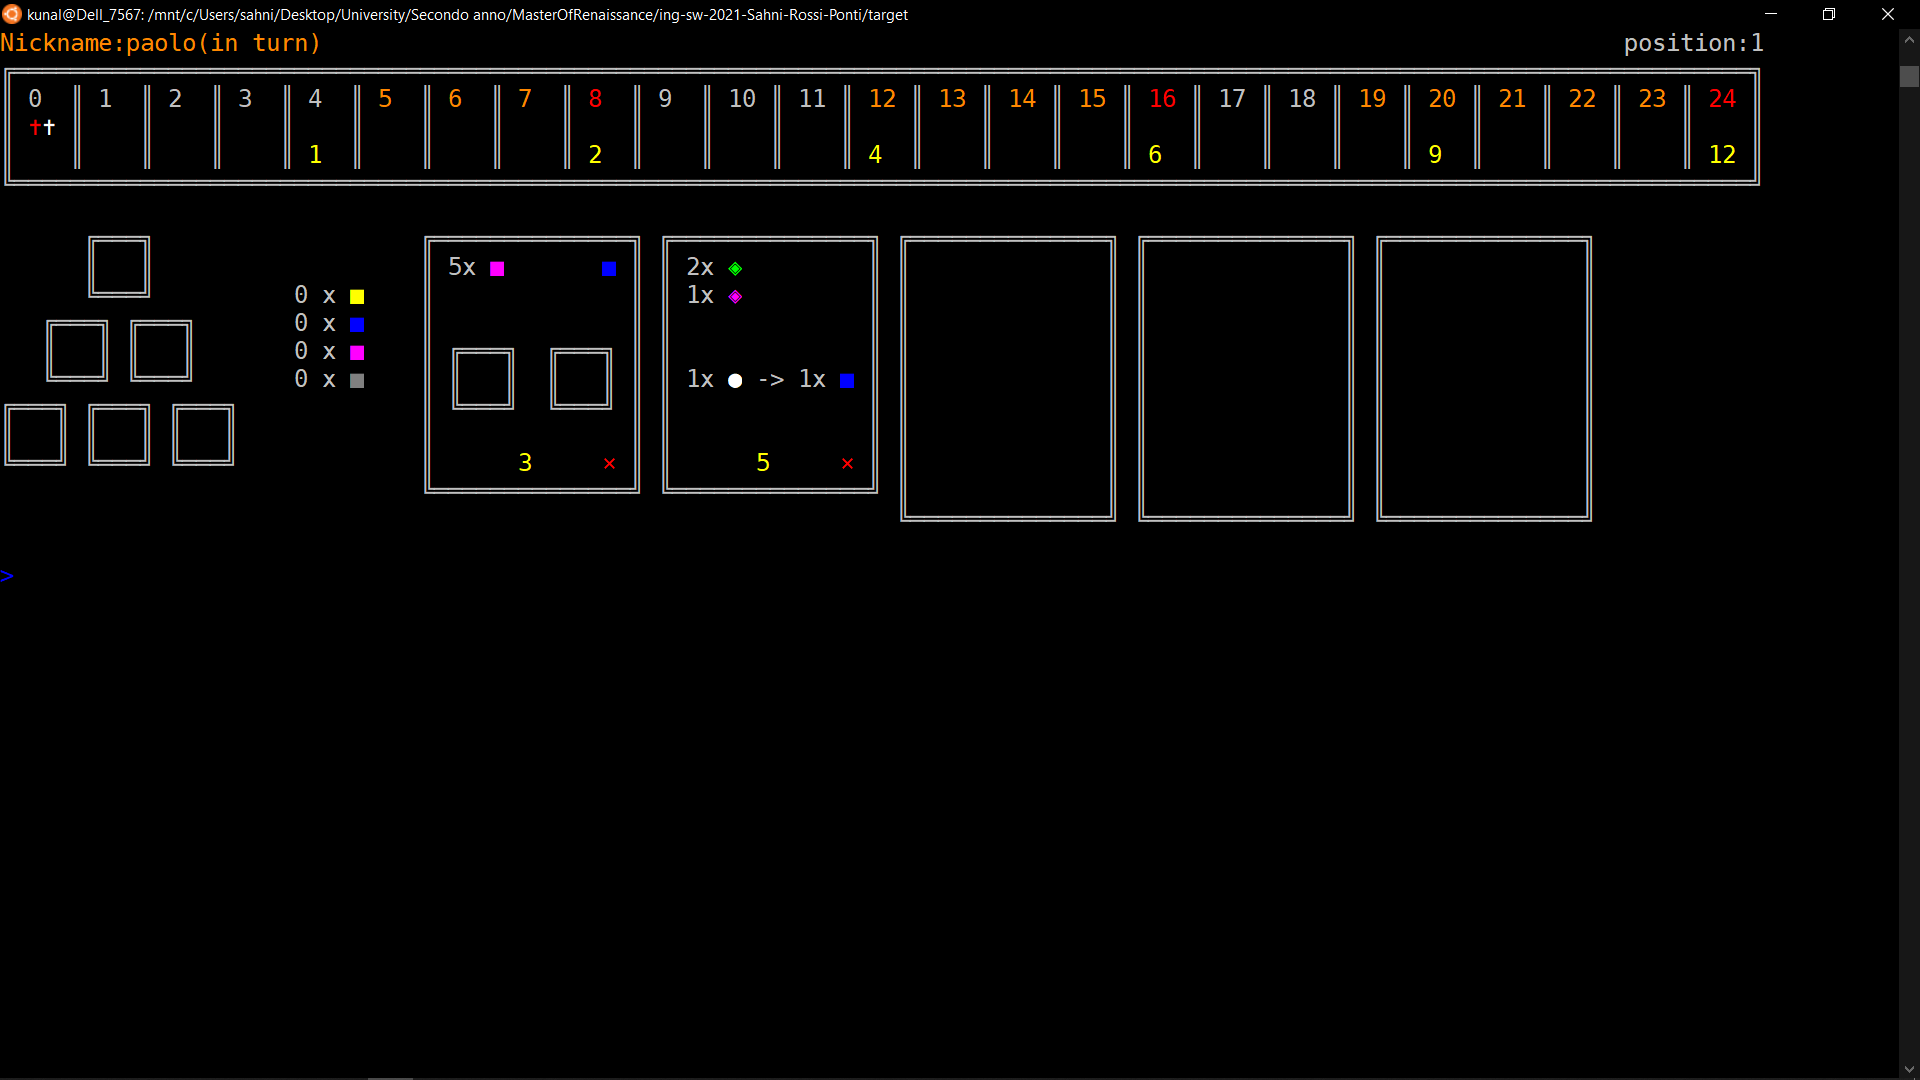 kunal@Dell_7567: /mnt/c/Users/sahni/Desktop/University/Secondo anno/MasterOfRenaissance/ing-sw-2021-Sahni-Rossi-Ponti/target
Nickname:paolo(in turn) position:1
0 1 2 3 4 5 6 7 8 9 10 11 12 13 14 15 16 17 18 19 20 21 22 23 24
††
1 2 4 6 9 12
5x ■ ■ 2x ◈
0 x ■ 1x ◈
0 x ■
0 x ■
0 x ■ 1x ● -> 1x ■
3 × 5 ×
>